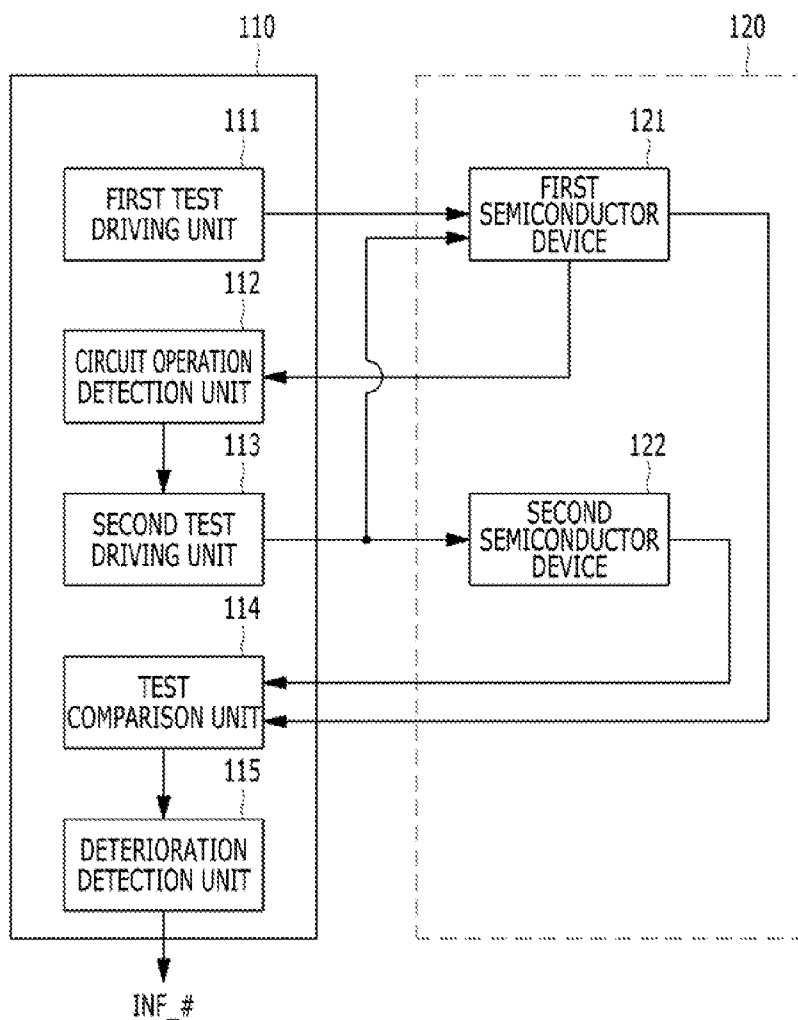 110
120
111
FIRST TEST
DRIVING UNIT
121
FIRST
SEMICONDUCTOR
DEVICE
112
CIRCUIT OPERATION
DETECTION UNIT
113
SECOND TEST
DRIVING UNIT
122
SECOND
SEMICONDUCTOR
DEVICE
114
TEST
COMPARISON UNIT
115
DETERIORATION
DETECTION UNIT
INF_#